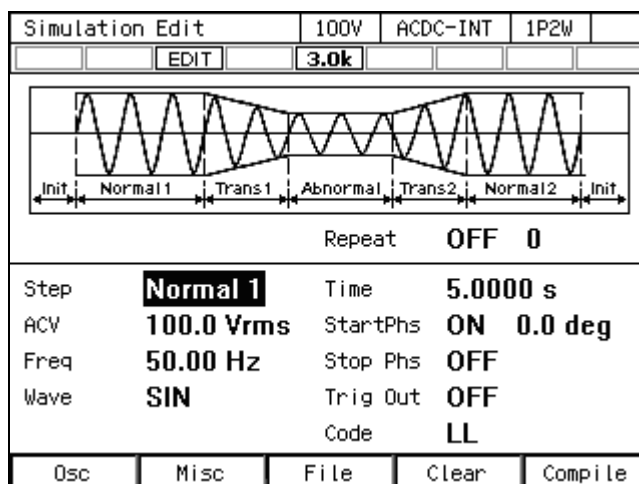 Simulation Edit 100V ACDC-INT 1P2W
EDIT 3.0k
Init Normal1 Trans1 Abnormal Trans2 Normal2 Init
Repeat OFF 0
Step Normal 1 Time 5.0000 s
ACV 100.0 Vrms StartPhs ON 0.0 deg
Freq 50.00 Hz Stop Phs OFF
Wave SIN Trig Out OFF
Code LL
Osc Misc File Clear Compile